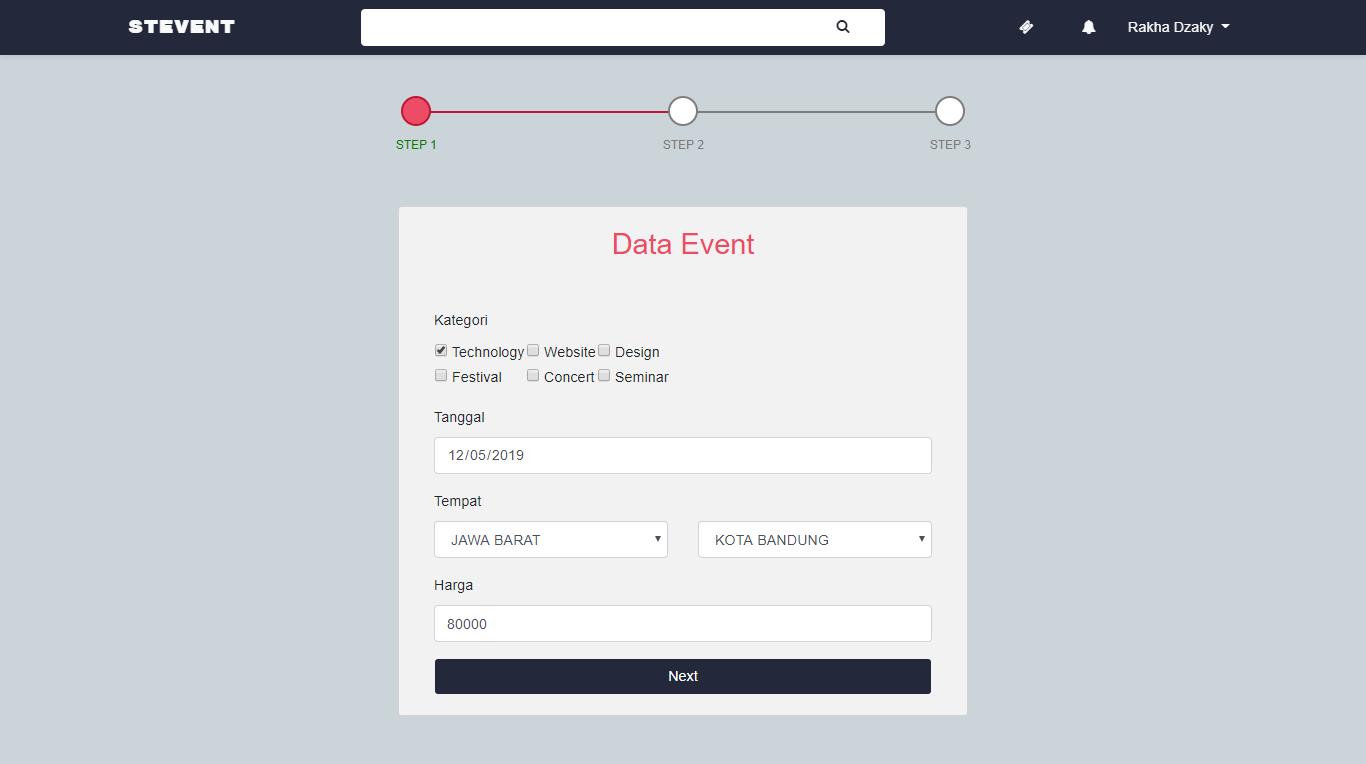 STEVENT
Rakha Dzaky
STEP 1
STEP 2
STEP 3
Data Event
Kategori
Technology Website Design
Festival Concert Seminar
Tanggal
12/05/2019
Tempat
JAWA BARAT
KOTA BANDUNG
Harga
80000
Next